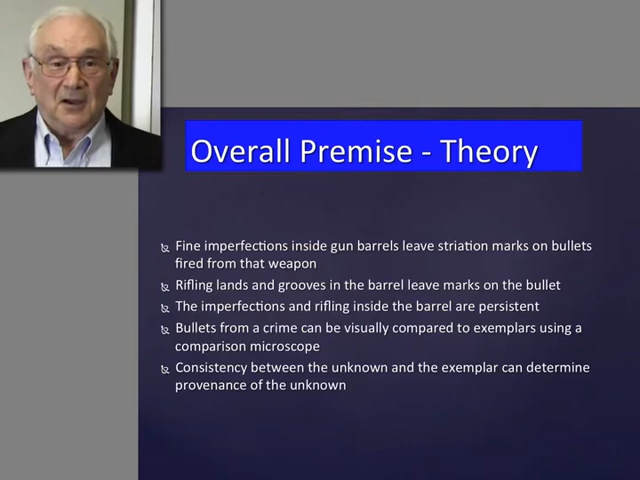 Overall Premise - Theory
Fine imperfections inside gun barrels leave striation marks on bullets
fired from that weapon
Rifling lands and grooves in the barrel leave marks on the bullet
The imperfections and rifling inside the barrel are persistent
Bullets from a crime can be visually compared to exemplars using a
comparison microscope
Consistency between the unknown and the exemplar can determine
provenance of the unknown